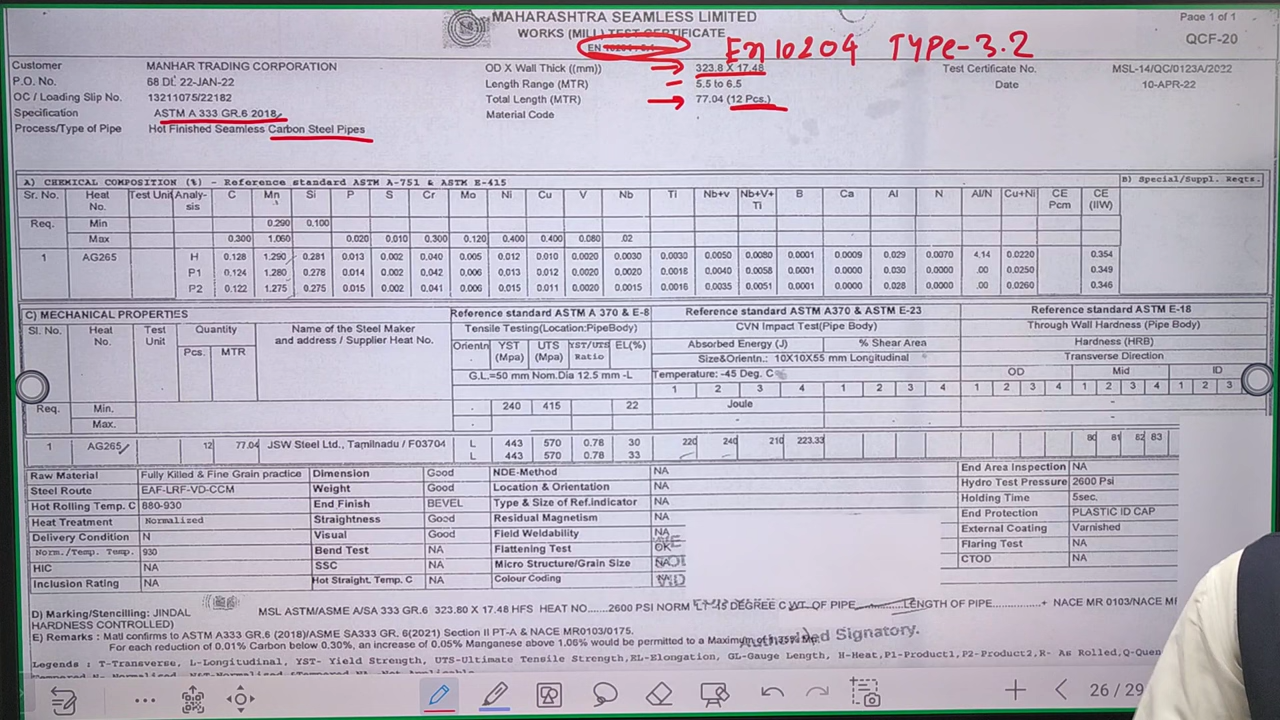 MAHARASHTRA SEAMLESS LIMITED
WORKS (MILL) TEST CERTIFICATE
EN 10204
EN 10204 TYPE-3.2
Page 1 of 1
QCF-20
Customer MANHAR TRADING CORPORATION
P.O. No. 68 Dt. 22-JAN-22
OC / Loading Slip No. 13211075/22182
Specification ASTM A 333 GR.6 2018
Process/Type of Pipe Hot Finished Seamless Carbon Steel Pipes
OD X Wall Thick ((mm) 323.8 X 17.48
Length Range (MTR) 5.5 to 6.5
Total Length (MTR) 77.04 (12 Pcs.)
Material Code
Test Certificate No. MSL-14/QC/0123A/2022
Date 10-APR-22
A) CHEMICAL COMPOSITION (%) - Reference standard ASTM A-751 & ASTM E-415
B) Special/Suppl. Reqts.
Sr. No. Heat No. Test Unit Analy-sis C Mn Si P S Cr Mo Ni Cu V Nb Ti Nb+v Nb+V+Ti B Ca Al N Al/N Cu+Ni CE Pcm CE (IIW)
Req. Min 0.290 0.100
Max 0.300 1.060 0.020 0.010 0.300 0.120 0.400 0.400 0.080 .02
1 AG265 H 0.128 1.290 0.281 0.013 0.002 0.040 0.005 0.012 0.010 0.0020 0.0030 0.0030 0.0050 0.0080 0.0001 0.0009 0.029 0.0070 4.14 0.0220 0.354
P1 0.124 1.280 0.278 0.014 0.002 0.042 0.006 0.013 0.012 0.0020 0.0020 0.0018 0.0040 0.0058 0.0001 0.0000 0.030 0.0000 .00 0.0250 0.349
P2 0.122 1.275 0.275 0.015 0.002 0.041 0.006 0.015 0.011 0.0020 0.0015 0.0016 0.0035 0.0051 0.0001 0.0000 0.028 0.0000 .00 0.0260 0.346
C) MECHANICAL PROPERTIES
Reference standard ASTM A 370 & E-8
Reference standard ASTM A370 & ASTM E-23
Reference standard ASTM E-18
Sl. No. Heat No. Test Unit Quantity Pcs. MTR Name of the Steel Maker and address / Supplier Heat No.
Tensile Testing(Location:PipeBody)
Orientn. YST (Mpa) UTS (Mpa) YST/UTS Ratio EL(%)
G.L.=50 mm Nom.Dia 12.5 mm -L
CVN Impact Test(Pipe Body)
Absorbed Energy (J) % Shear Area
Size&Orientn.: 10X10X55 mm Longitudinal
Temperature: -45 Deg. C
1 2 3 4 1 2 3 4
Through Wall Hardness (Pipe Body)
Hardness (HRB)
Transverse Direction
OD Mid ID
1 2 3 4 1 2 3 4 1 2 3
Req. Min. . 240 415 22 Joule -
Max. . - -
1 AG265 12 77.04 JSW Steel Ltd., Tamilnadu / F03704 L 443 570 0.78 30 220 240 210 223.33 80 81 82 83
L 443 570 0.78 33
Raw Material Fully Killed & Fine Grain practice Dimension Good NDE-Method NA End Area Inspection NA
Steel Route EAF-LRF-VD-CCM Weight Good Location & Orientation NA Hydro Test Pressure 2600 Psi
Hot Rolling Temp. C 880-930 End Finish BEVEL Type & Size of Ref.indicator NA Holding Time 5sec.
Heat Treatment Normalized Straightness Good Residual Magnetism NA End Protection PLASTIC ID CAP
Delivery Condition N Visual Good Field Weldability NA External Coating Varnished
Norm./Temp. Temp. 930 Bend Test NA Flattening Test OK Flaring Test NA
HIC NA SSC NA Micro Structure/Grain Size NA CTOD NA
Inclusion Rating NA Hot Straight. Temp. C NA Colour Coding
D) Marking/Stencilling: JINDAL MSL ASTM/ASME A/SA 333 GR.6 323.80 X 17.48 HFS HEAT NO......2600 PSI NORM DEGREE C WT. OF PIPE LENGTH OF PIPE..............+ NACE MR 0103/NACE MI
HARDNESS CONTROLLED)
E) Remarks : Matl confirms to ASTM A333 GR.6 (2018)/ASME SA333 GR. 6(2021) Section II PT-A & NACE MR0103/0175.
Signatory.
For each reduction of 0.01% Carbon below 0.30%, an increase of 0.05% Manganese above 1.06% would be permitted to a Maximum of
Legends : T-Transverse, L-Longitudinal, YST- Yield Strength, UTS-Ultimate Tensile Strength,EL-Elongation, GL-Gauge Length, H-Heat,P1-Product1,P2-Product2,R- As Rolled,Q-Quen
26 / 29